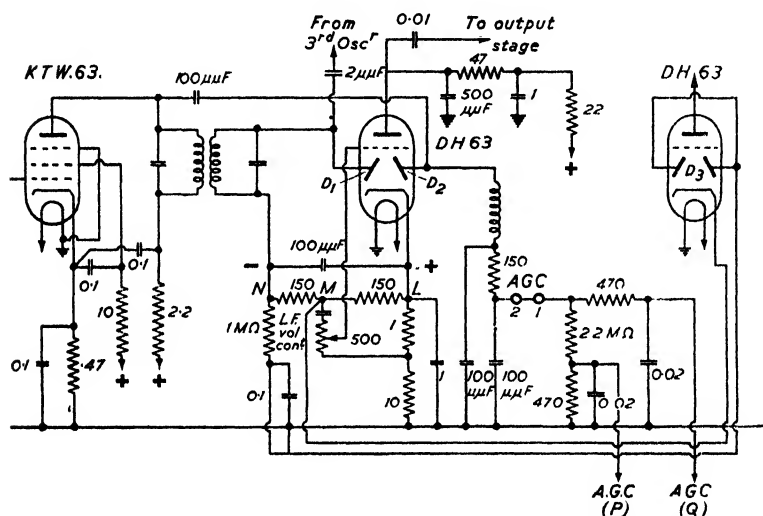 From
3rd Oscr
0·01
To output
stage
KTW.63.
100μμF
2μμF
47
500
μμF
1
22
+
DH 63
DH 63
D1
D2
D3
0·1
0·1
10
+
2·2
+
0·1
·47
−
100μμF
+
N
150
M
150
L
1MΩ
L.F.
vol
cont
500
1
10
1
0·1
150
AGC
2
1
470
2.2MΩ
470
100
μμF
100
μμF
0·02
0·02
A.G.C
(P)
AGC
(Q)